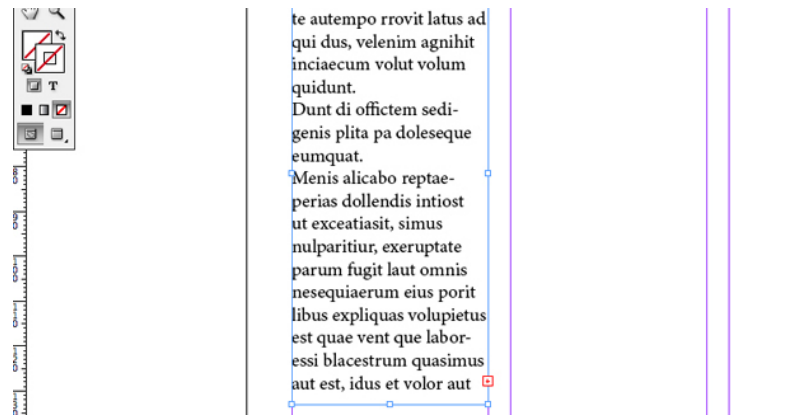 te autempo rrovit latus ad
qui dus, velenim agnihit
inciaecum volut volum
quidunt.
Dunt di offictem sedi-
genis plita pa doleseque
eumquat.
Menis alicabo reptae-
perias dollendis intiost
ut exceatiasit, simus
nulparitiur, exeruptate
parum fugit laut omnis
nesequiaerum eius porit
libus expliquas volupietus
est quae vent que labor-
essi blacestrum quasimus
aut est, idus et volor aut
T